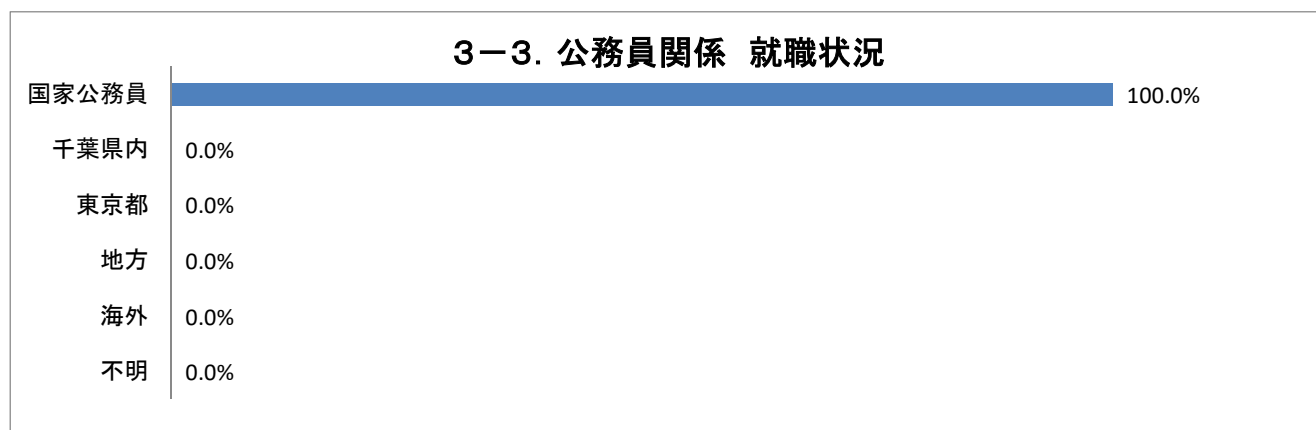 3－3．公務員関係 就職状況
国家公務員 100.0%
千葉県内 0.0%
東京都 0.0%
地方 0.0%
海外 0.0%
不明 0.0%